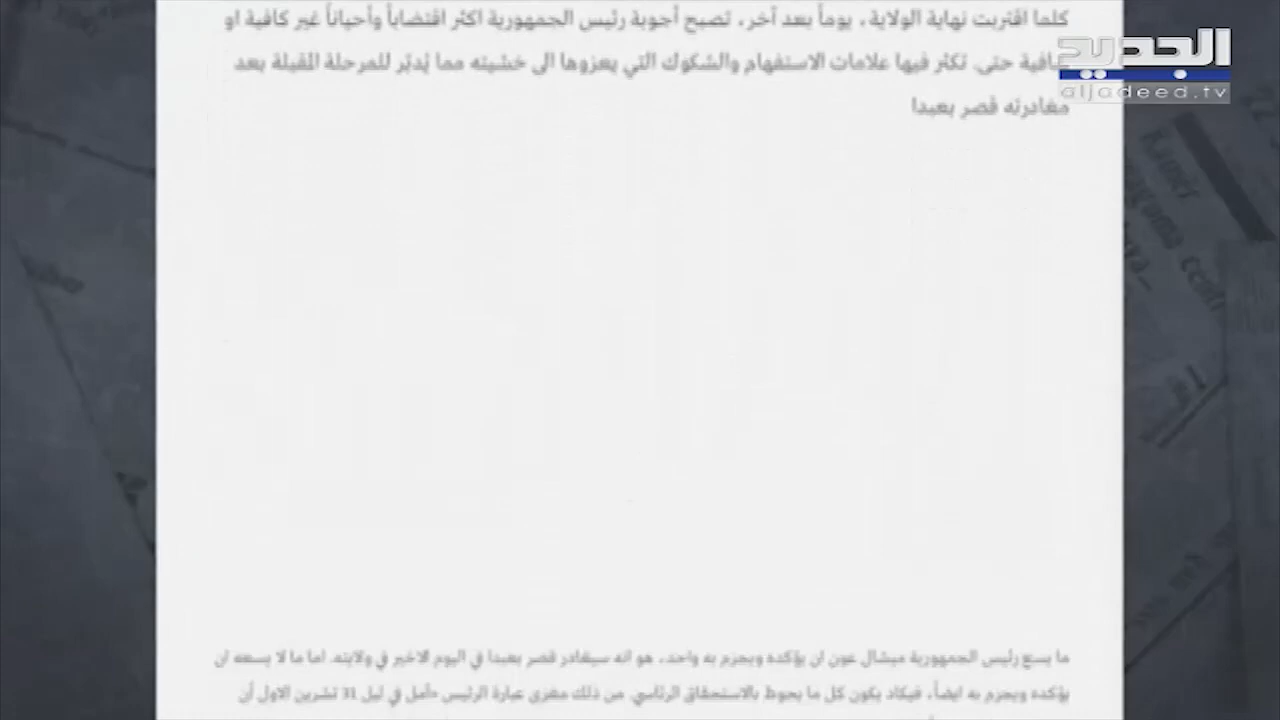 كلما اقتربت نهاية الولاية، يوماً بعد آخر، تصبح أجوبة رئيس الجمهورية اكثر اقتضاباً وأحياناً غير كافية او
حتى. تكثر فيها علامات الاستفهام والشكوك التي يعزوها الى خشيته مما يُدبّر للمرحلة المقبلة بعد
مغادرته قصر بعبدا
الجديد
aljadeed.tv
ما يسع رئيس الجمهورية ميشال عون ان يؤكده ويجزم به واحد، هو انه سيغادر قصر بعبدا في اليوم الاخير في ولايته. اما ما لا يسعه ان
يؤكده ويجزم به ايضاً، فيكاد يكون كل ما يحوط بالاستحقاق الرئاسي. من ذلك مغزى عبارة الرئيس «آمل في ليل 31 تشرين الاول أن